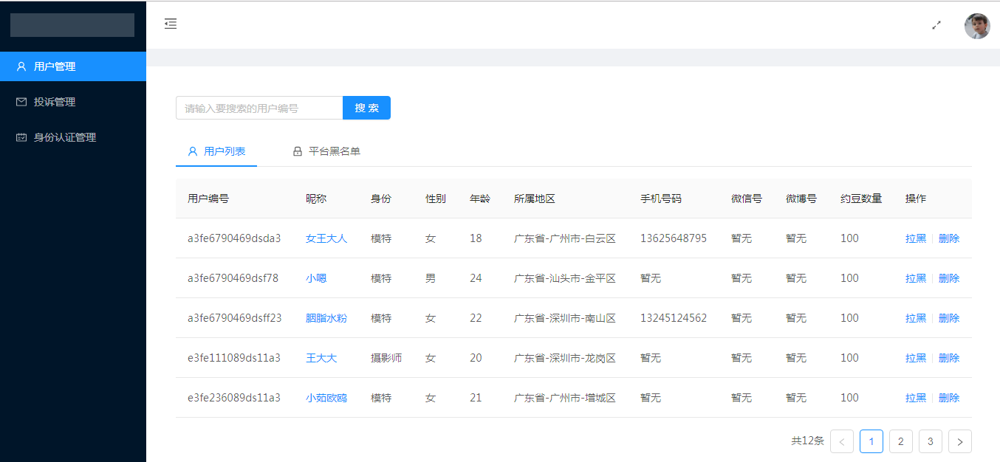 用户管理
投诉管理
身份认证管理
请输入要搜索的用户编号 搜 索
用户列表 平台黑名单
用户编号 昵称 身份 性别 年龄 所属地区 手机号码 微信号 微博号 约豆数量 操作
a3fe6790469dsda3 女王大人 模特 女 18 广东省-广州市-白云区 13625648795 暂无 暂无 100 拉黑 删除
a3fe6790469dsf78 小嗯 模特 男 24 广东省-汕头市-金平区 暂无 暂无 暂无 100 拉黑 删除
a3fe6790469dsff23 胭脂水粉 模特 女 22 广东省-深圳市-南山区 13245124562 暂无 暂无 100 拉黑 删除
e3fe111089ds11a3 王大大 摄影师 女 20 广东省-深圳市-龙岗区 暂无 暂无 暂无 100 拉黑 删除
e3fe236089ds11a3 小茹欧鸥 模特 女 21 广东省-广州市-增城区 暂无 暂无 暂无 100 拉黑 删除
共12条 < 1 2 3 >